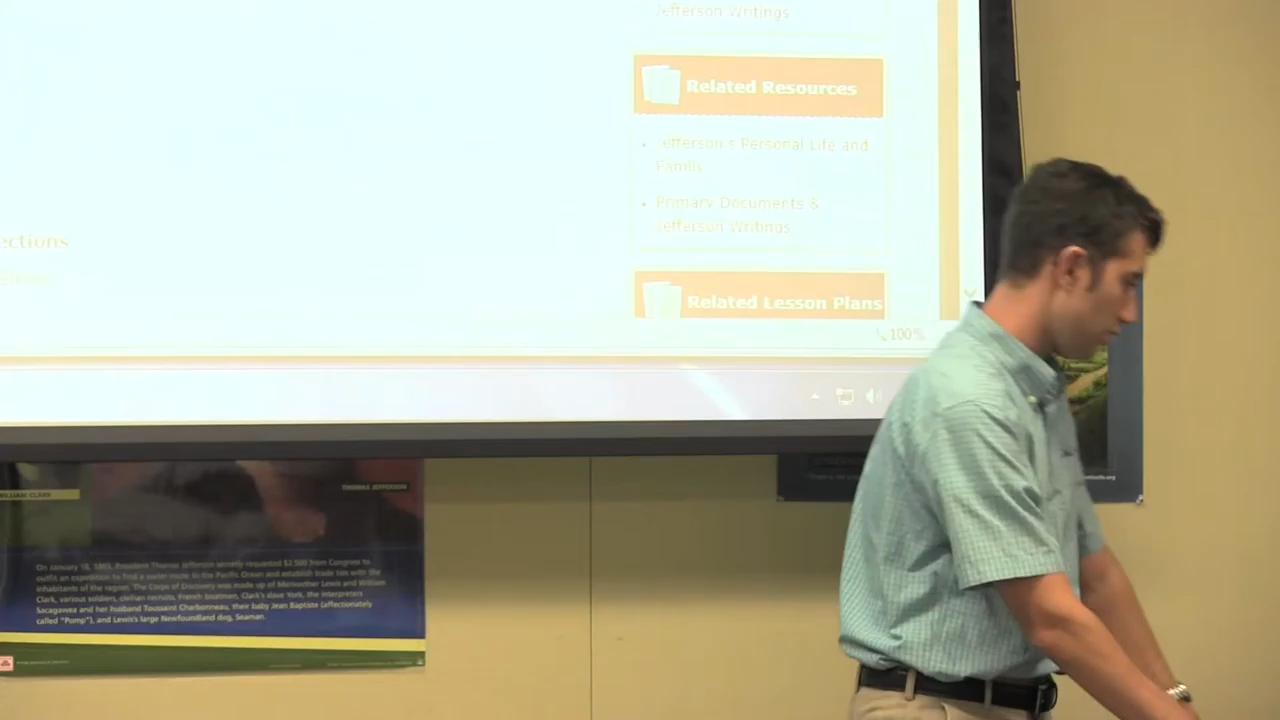 Jefferson Writings
Related Resources
Jefferson's Personal Life and
Family
Primary Documents &
Jefferson Writings
ections
Related Lesson Plans
100%
WILLIAM CLARK
THOMAS JEFFERSON
On January 18, 1803, President Thomas Jefferson secretly requested $2,500 from Congress to
outfit an expedition to find a water route to the Pacific Ocean and establish trade ties with the
inhabitants of the region. The Corps of Discovery was made up of Meriwether Lewis and William
Clark, various soldiers, civilian recruits, French boatmen, Clark's slave York, the interpreters
Sacagawea and her husband Toussaint Charbonneau, their baby Jean Baptiste (affectionately
called "Pomp"), and Lewis's large Newfoundland dog, Seaman.